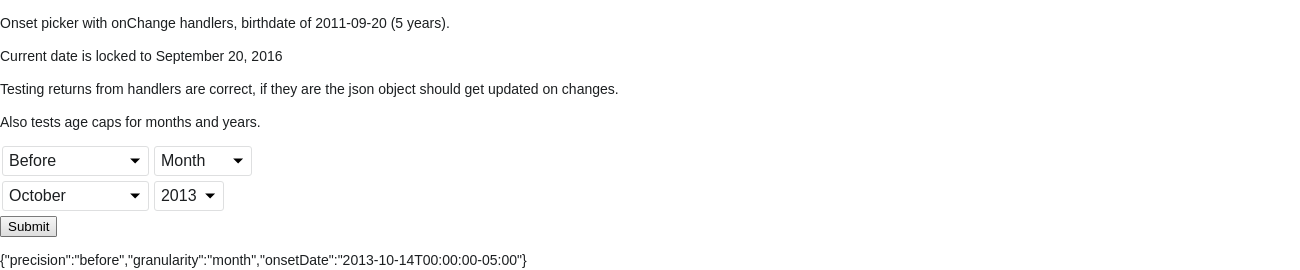 Onset picker with onChange handlers, birthdate of 2011-09-20 (5 years).
Current date is locked to September 20, 2016
Testing returns from handlers are correct, if they are the json object should get updated on changes.
Also tests age caps for months and years.
Before Month
October 2013
Submit
{"precision":"before","granularity":"month","onsetDate":"2013-10-14T00:00:00-05:00"}